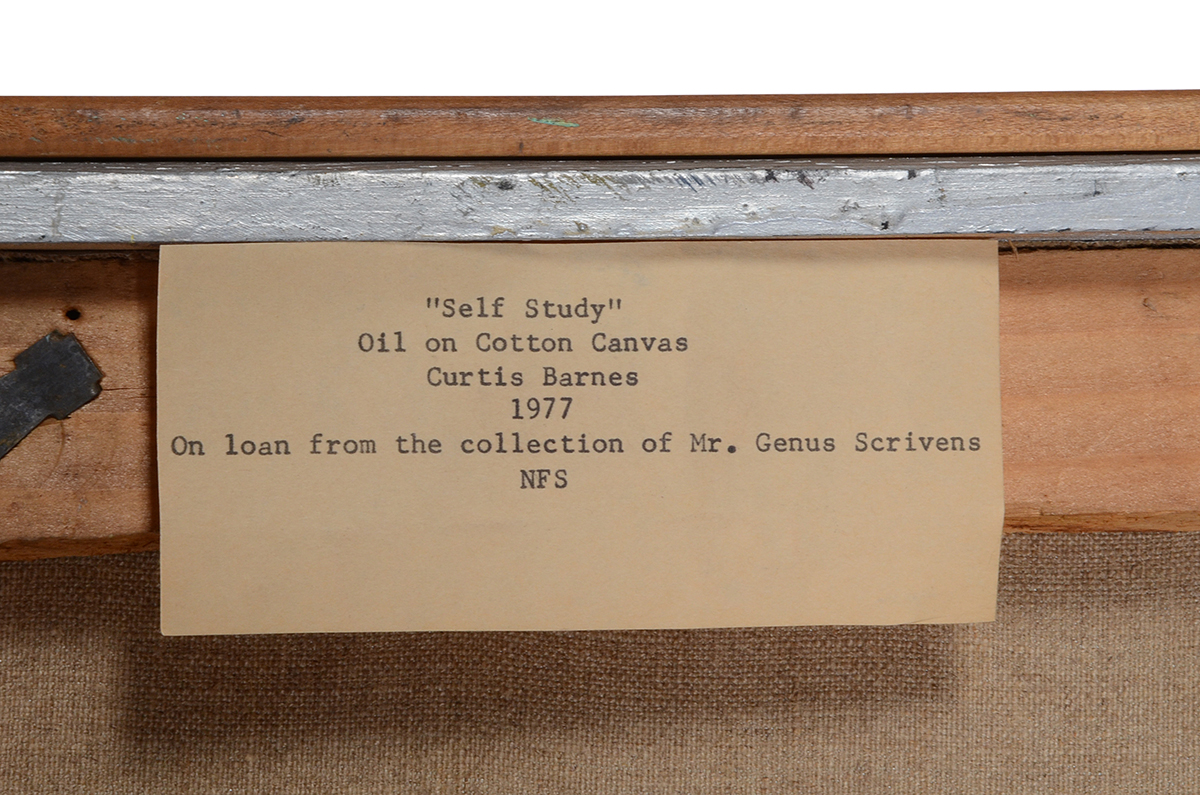 "Self Study"
Oil on Cotton Canvas
Curtis Barnes
1977
On loan from the collection of Mr. Genus Scrivens
NFS